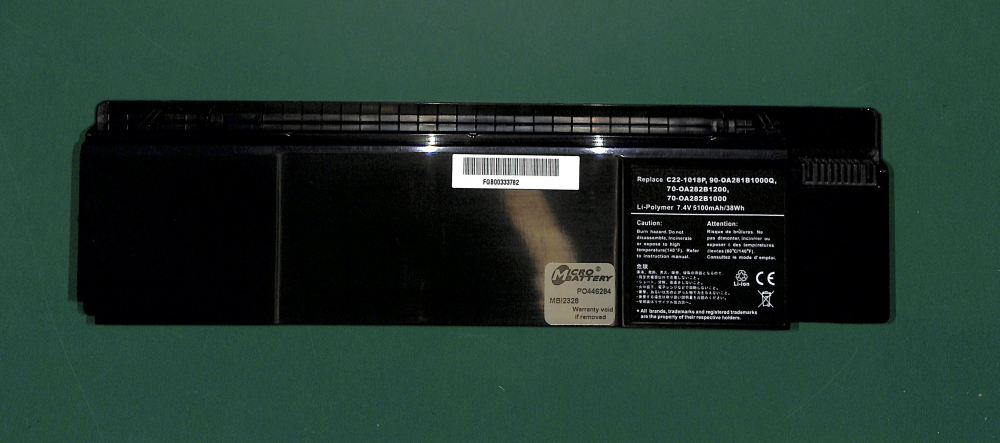 FGB00333782
Replace C22-1018P, 90-OA281B1000Q,
70-OA282B1200,
70-OA282B1000
Li-Polymer 7.4V 5100mAh/38Wh
Caution:
Burn hazard. Do not
disassemble, incinerate
or expose to high
temperature(140°F). Refer
to instruction manual.
Attention:
Risque de brûlures. Ne
pas démonter, incinérer ou
exposer à des températures
élevées (60°C/140°F).
Consultez le mode d'emploi.
危険
Li-ion
CE
• All brands, trademarks and registered trademarks
are the property of their respective holders.
MICRO® BATTERY
PO446284
MBI2328
Warranty void
if removed